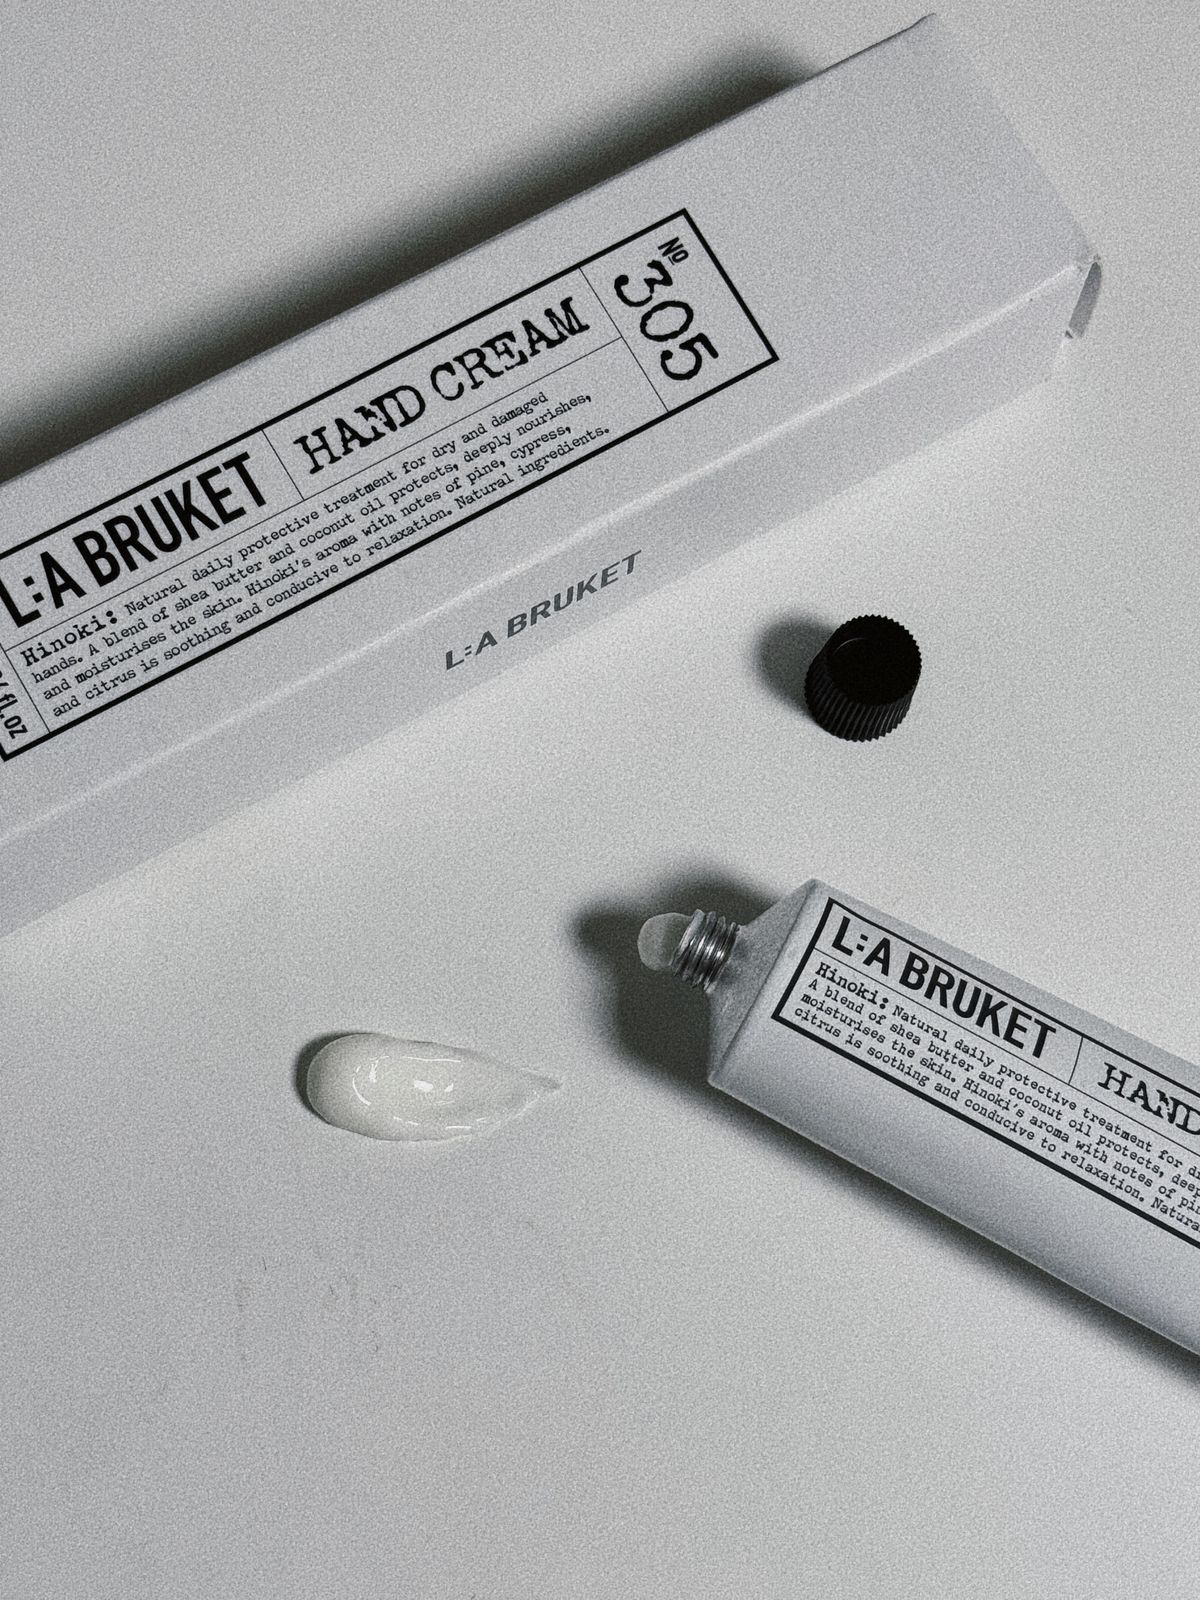 L:A BRUKET
HAND CREAM
No
305
Hinoki: Natural daily protective treatment for dry and damaged
hands. A blend of shea butter and coconut oil protects, deeply nourishes,
and moisturises the skin. Hinoki's aroma with notes of pine, cypress,
and citrus is soothing and conducive to relaxation. Natural ingredients.
fl.oz
L:A BRUKET
L:A BRUKET
HAND
Hinoki: Natural daily protective treatment for
A blend of shea butter and coconut oil protects,
moisturises the skin. Hinoki's aroma with notes of
citrus is soothing and conducive to relaxation.